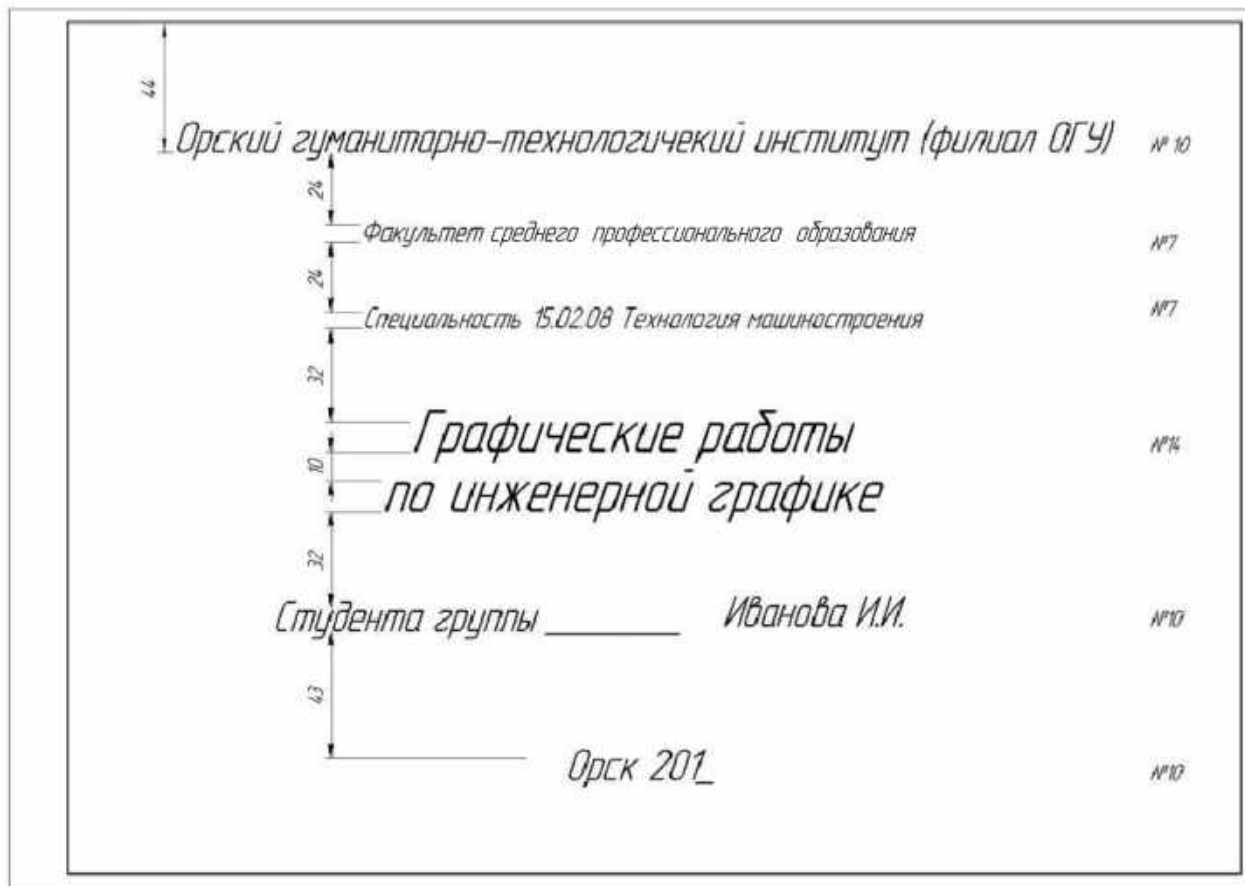 44
Орский гуманитарно-технологичекий институт (филиал ОГУ) № 10
24
Факультет среднего профессионального образования №7
24
Специальность 15.02.08 Технология машиностроения №7
32
Графические работы №14
10
по инженерной графике
32
Студента группы ________ Иванова И.И. №10
43
Орск 201_ №10